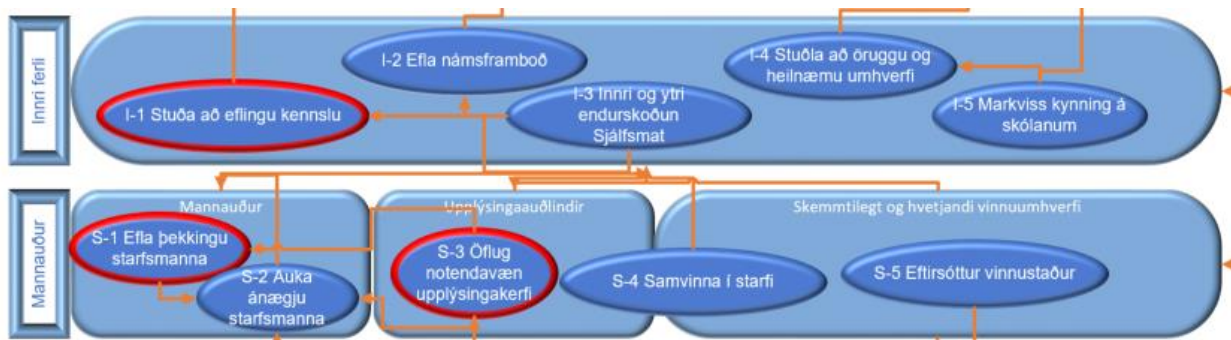 Innri ferli
I-2 Efla námsframboð
I-4 Stuðla að öruggu og
heilnæmu umhverfi
I-1 Stuða að eflingu kennslu
I-3 Innri og ytri
endurskoðun
Sjálfsmat
I-5 Markviss kynning á
skólanum
Mannauður
Mannauður
Upplýsingaauðlindir
Skemmtilegt og hvetjandi vinnuumhverfi
S-1 Efla þekkingu
starfsmanna
S-2 Auka
ánægju
starfsmanna
S-3 Öflug
notendavæn
upplýsingakerfi
S-4 Samvinna í starfi
S-5 Eftirsóttur vinnustaður